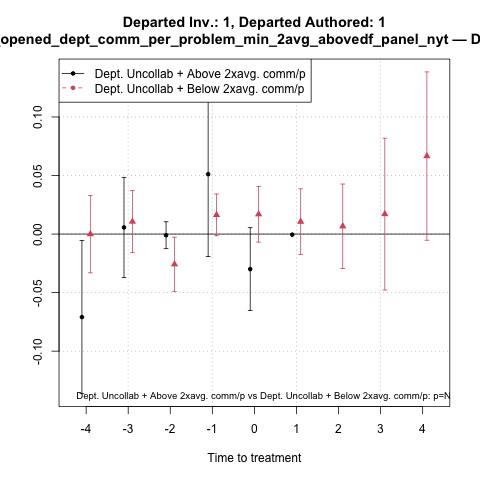 Departed Inv.: 1, Departed Authored: 1
opened_dept_comm_per_problem_min_2avg_abovedf_panel_nyt — D
Dept. Uncollab + Above 2xavg. comm/p
Dept. Uncollab + Below 2xavg. comm/p
0.10
0.05
0.00
-0.05
-0.10
Dept. Uncollab + Above 2xavg. comm/p vs Dept. Uncollab + Below 2xavg. comm/p: p=N
-4 -3 -2 -1 0 1 2 3 4
Time to treatment